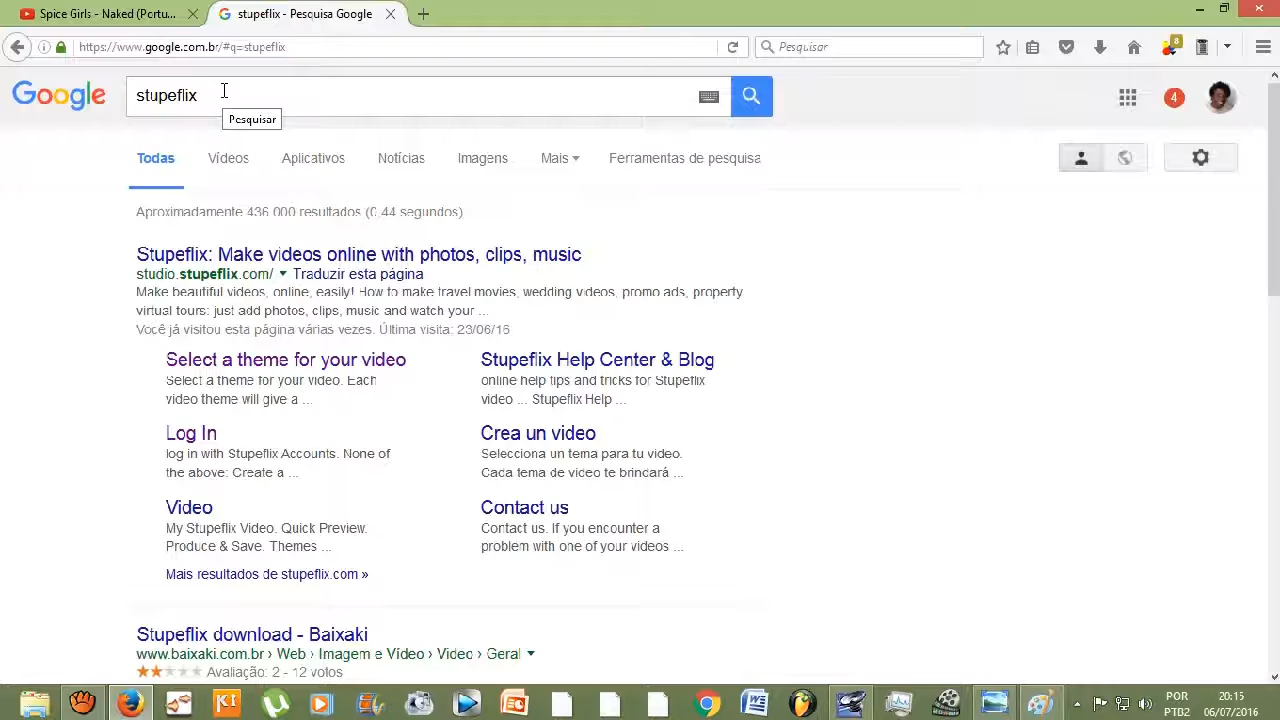 Spice Girls - Naked (Portu...
stupeflix - Pesquisa Google
https://www.google.com.br/#q=stupeflix
Pesquisar
8
Google
stupeflix
Pesquisar
4
Todas
Vídeos
Aplicativos
Notícias
Imagens
Mais
Ferramentas de pesquisa
Aproximadamente 436.000 resultados (0,44 segundos)
Stupeflix: Make videos online with photos, clips, music
studio.stupeflix.com/ Traduzir esta página
Make beautiful videos, online, easily! How to make travel movies, wedding videos, promo ads, property
virtual tours: just add photos, clips, music and watch your ...
Você já visitou esta página várias vezes. Última visita: 23/06/16
Select a theme for your video
Select a theme for your video. Each
video theme will give a ...
Stupeflix Help Center & Blog
online help tips and tricks for Stupeflix
video ... Stupeflix Help ...
Log In
log in with Stupeflix Accounts. None of
the above: Create a ...
Crea un video
Selecciona un tema para tu video.
Cada tema de video te brindará ...
Video
My Stupeflix Video. Quick Preview.
Produce & Save. Themes ...
Contact us
Contact us. If you encounter a
problem with one of your videos ...
Mais resultados de stupeflix.com »
Stupeflix download - Baixaki
www.baixaki.com.br › Web › Imagem e Vídeo › Video › Geral
Avaliação: 2 - 12 votos
POR
PTB2
20:15
06/07/2016